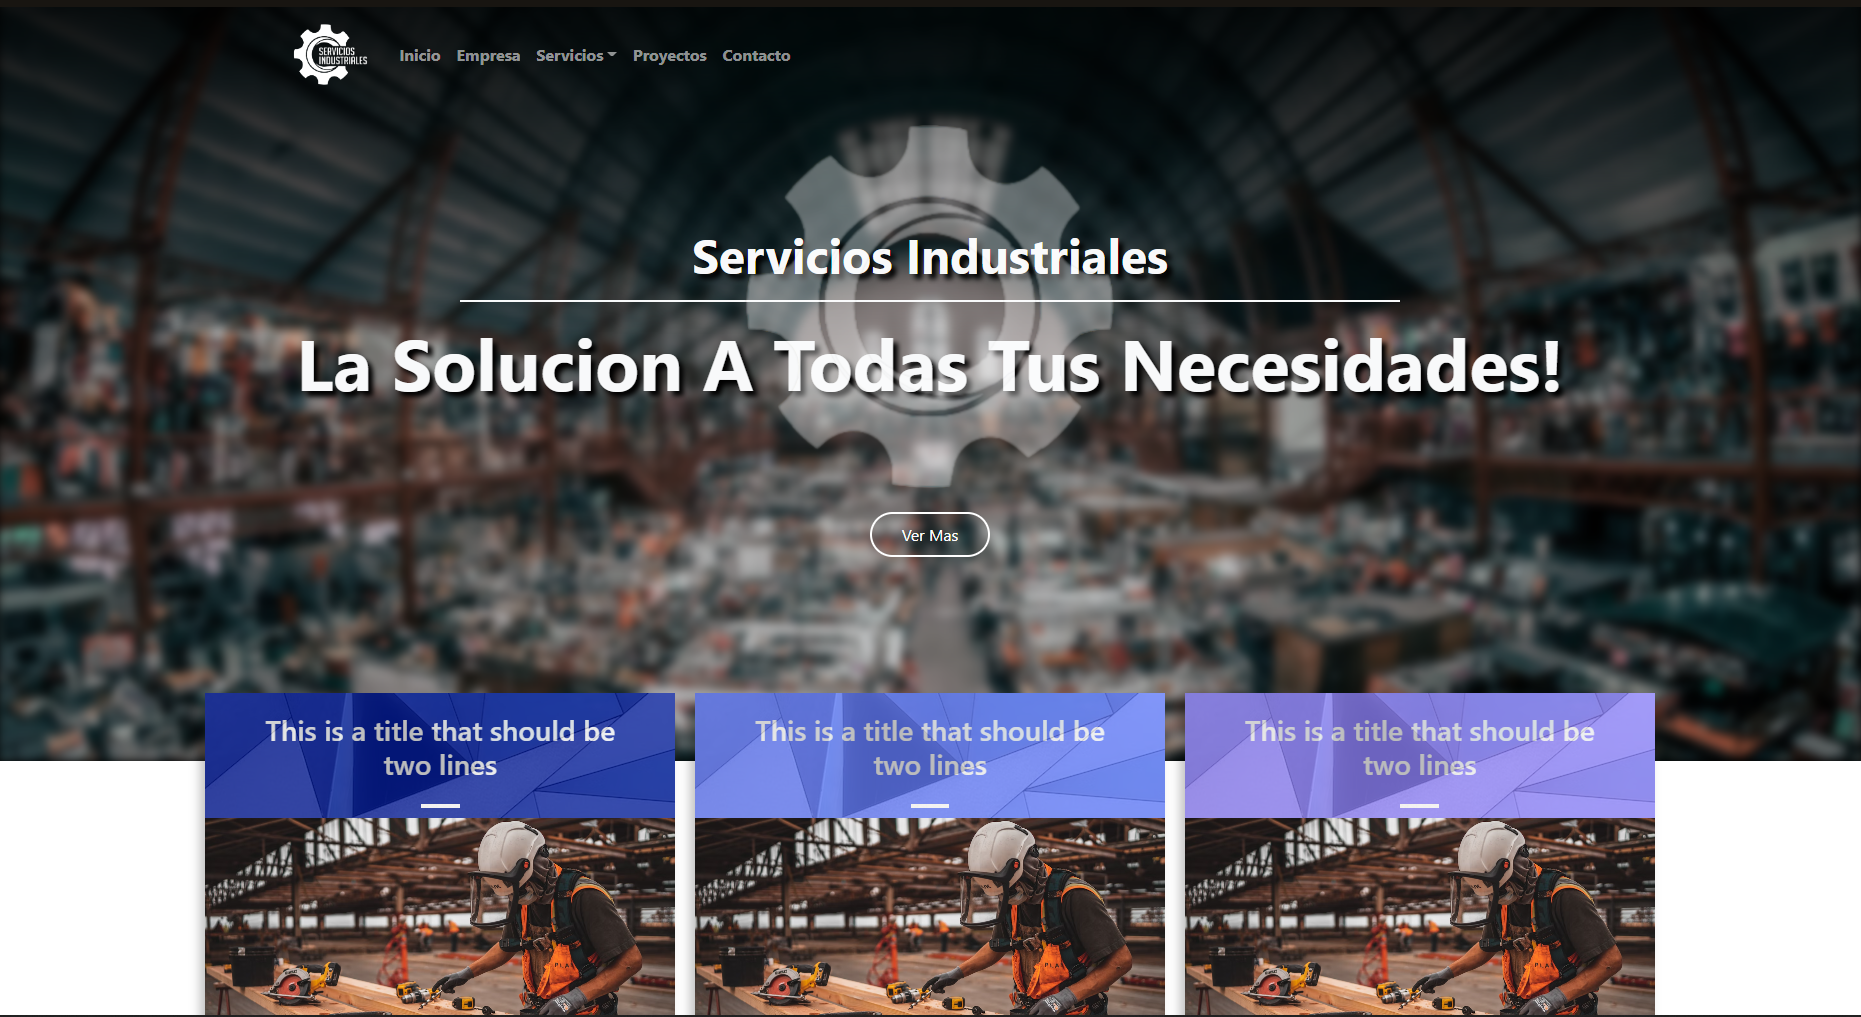 SERVICIOS
INDUSTRIALES
Inicio Empresa Servicios Proyectos Contacto
Servicios Industriales
La Solucion A Todas Tus Necesidades!
Ver Mas
This is a title that should be
two lines
This is a title that should be
two lines
This is a title that should be
two lines